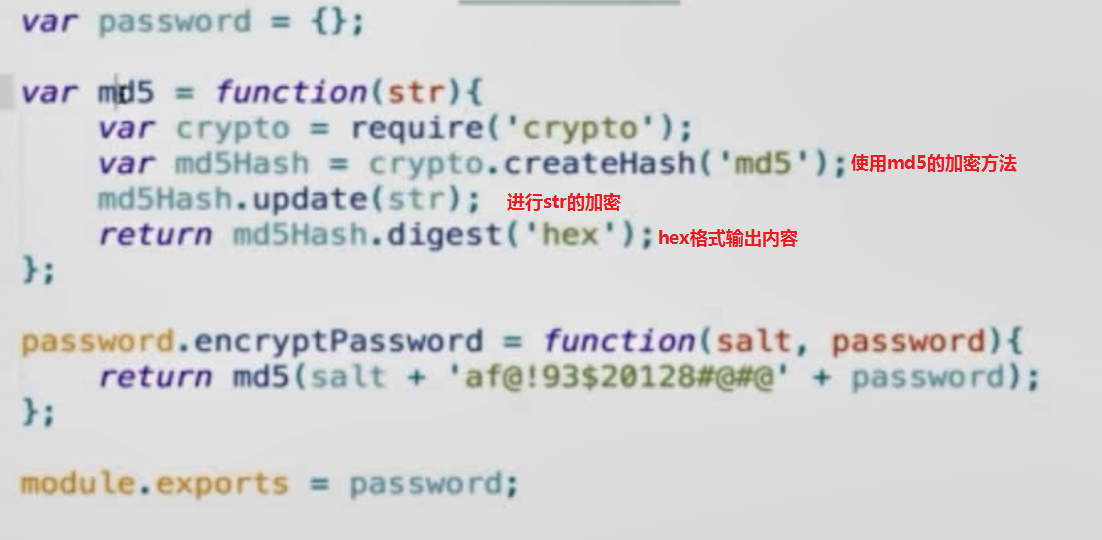 var password = {};
var md5 = function(str){
var crypto = require('crypto');
var md5Hash = crypto.createHash('md5'); 使用md5的加密方法
md5Hash.update(str); 进行str的加密
return md5Hash.digest('hex'); hex格式输出内容
};
password.encryptPassword = function(salt, password){
return md5(salt + 'af@!93$20128#@#@' + password);
};
module.exports = password;